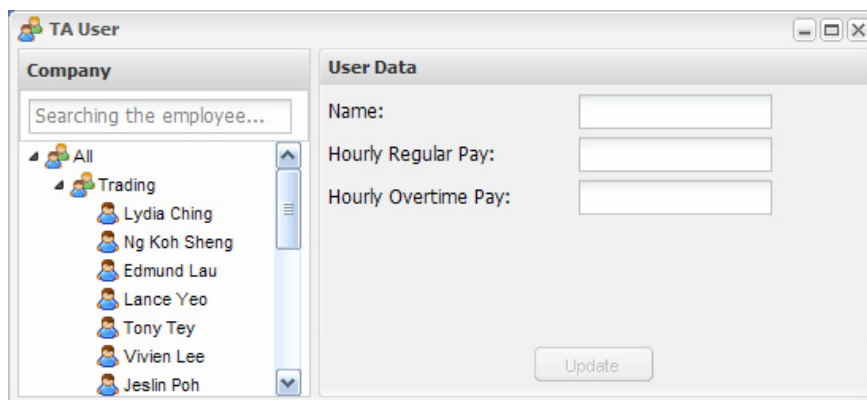 TA User
Company
Searching the employee...
All
Trading
Lydia Ching
Ng Koh Sheng
Edmund Lau
Lance Yeo
Tony Tey
Vivien Lee
Jeslin Poh
User Data
Name:
Hourly Regular Pay:
Hourly Overtime Pay:
Update